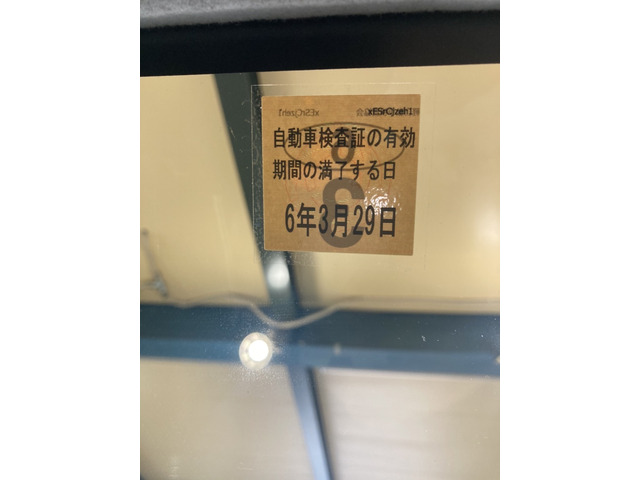 xESrCjzeh1
自動車検査証の有効
期間の満了する日
6年3月29日